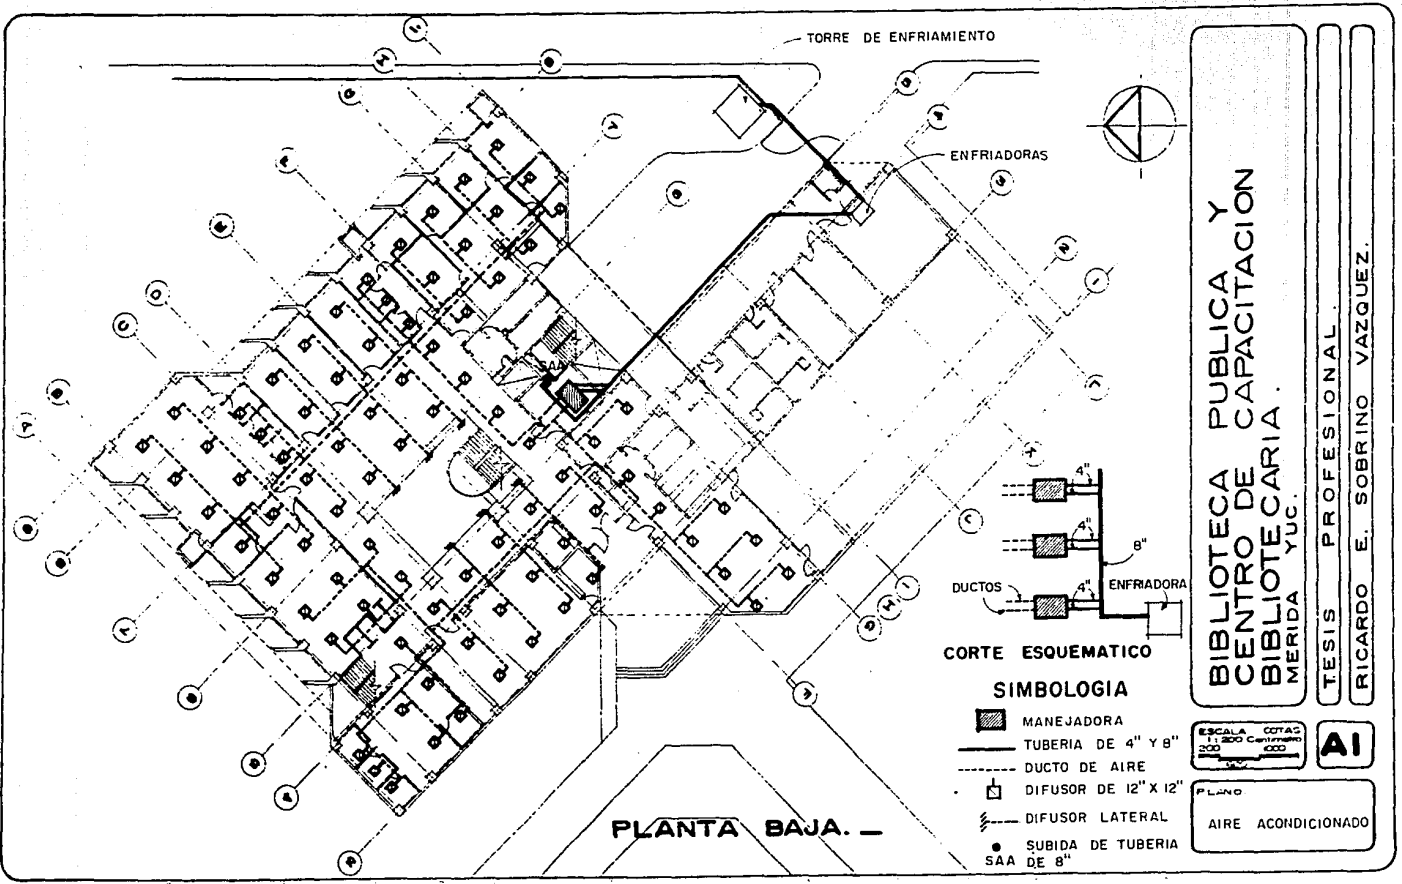 TORRE DE ENFRIAMIENTO
ENFRIADORAS
SAA
4"
4"
8"
DUCTOS
4"
ENFRIADORA
CORTE ESQUEMATICO
SIMBOLOGIA
MANEJADORA
TUBERIA DE 4" Y 8"
DUCTO DE AIRE
DIFUSOR DE 12" X 12"
DIFUSOR LATERAL
SUBIDA DE TUBERIA
SAA DE 8"
PLANTA BAJA.
BIBLIOTECA PUBLICA Y
CENTRO DE CAPACITACION
BIBLIOTECARIA.
MERIDA YUC.
TESIS PROFESIONAL.
RICARDO E. SOBRINO VAZQUEZ.
ESCALA COTAS
1:200 Centimetro
200 1000
AI
PLANO
AIRE ACONDICIONADO